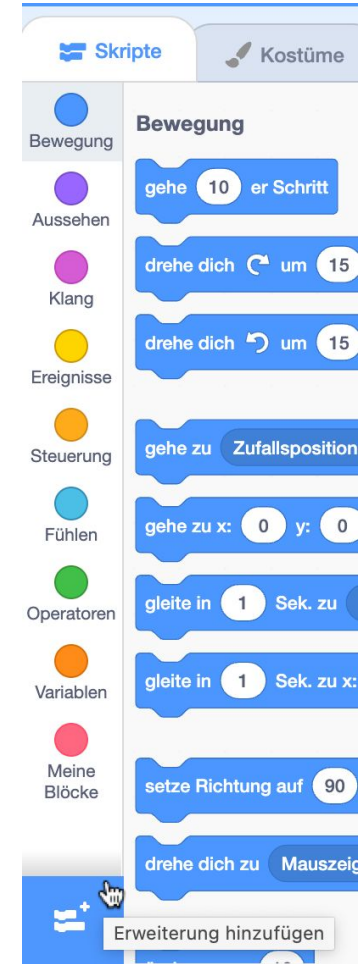 Skripte
Kostüme
Bewegung
Aussehen
Klang
Ereignisse
Steuerung
Fühlen
Operatoren
Variablen
Meine
Blöcke
Bewegung
gehe 10 er Schritt
drehe dich um 15
drehe dich um 15
gehe zu Zufallsposition
gehe zu x: 0 y: 0
gleite in 1 Sek. zu
gleite in 1 Sek. zu x:
setze Richtung auf 90
drehe dich zu Mauszeig
Erweiterung hinzufügen